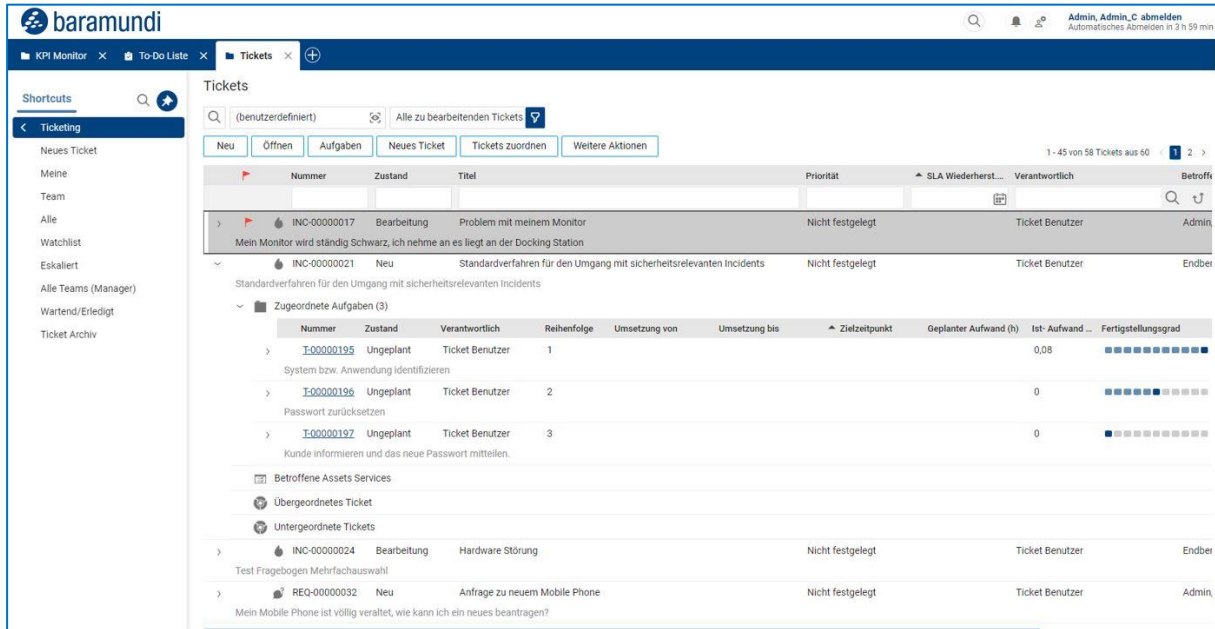 baramundi
Admin, Admin_C abmelden
Automatisches Abmelden in 3 h 59 min
KPI Monitor
To-Do Liste
Tickets
Shortcuts
Ticketing
Neues Ticket
Meine
Team
Alle
Watchlist
Eskaliert
Alle Teams (Manager)
Wartend/Erledigt
Ticket Archiv
Tickets
(benutzerdefiniert) Alle zu bearbeitenden Tickets
Neu Öffnen Aufgaben Neues Ticket Tickets zuordnen Weitere Aktionen
1 - 45 von 58 Tickets aus 60 1 2
Nummer Zustand Titel Priorität SLA Wiederherst.... Verantwortlich Betroffe
INC-00000017 Bearbeitung Problem mit meinem Monitor Nicht festgelegt Ticket Benutzer Admin,
Mein Monitor wird ständig Schwarz, ich nehme an es liegt an der Docking Station
INC-00000021 Neu Standardverfahren für den Umgang mit sicherheitsrelevanten Incidents Nicht festgelegt Ticket Benutzer Endber
Standardverfahren für den Umgang mit sicherheitsrelevanten Incidents
Zugeordnete Aufgaben (3)
Nummer Zustand Verantwortlich Reihenfolge Umsetzung von Umsetzung bis Zielzeitpunkt Geplanter Aufwand (h) Ist- Aufwand ... Fertigstellungsgrad
T-00000195 Ungeplant Ticket Benutzer 1 0,08
System bzw. Anwendung identifizieren
T-00000196 Ungeplant Ticket Benutzer 2 0
Passwort zurücksetzen
T-00000197 Ungeplant Ticket Benutzer 3 0
Kunde informieren und das neue Passwort mitteilen.
Betroffene Assets Services
Übergeordnetes Ticket
Untergeordnete Tickets
INC-00000024 Bearbeitung Hardware Störung Nicht festgelegt Ticket Benutzer Endber
Test Fragebogen Mehrfachauswahl
REQ-00000032 Neu Anfrage zu neuem Mobile Phone Nicht festgelegt Ticket Benutzer Admin,
Mein Mobile Phone ist völlig veraltet, wie kann ich ein neues beantragen?